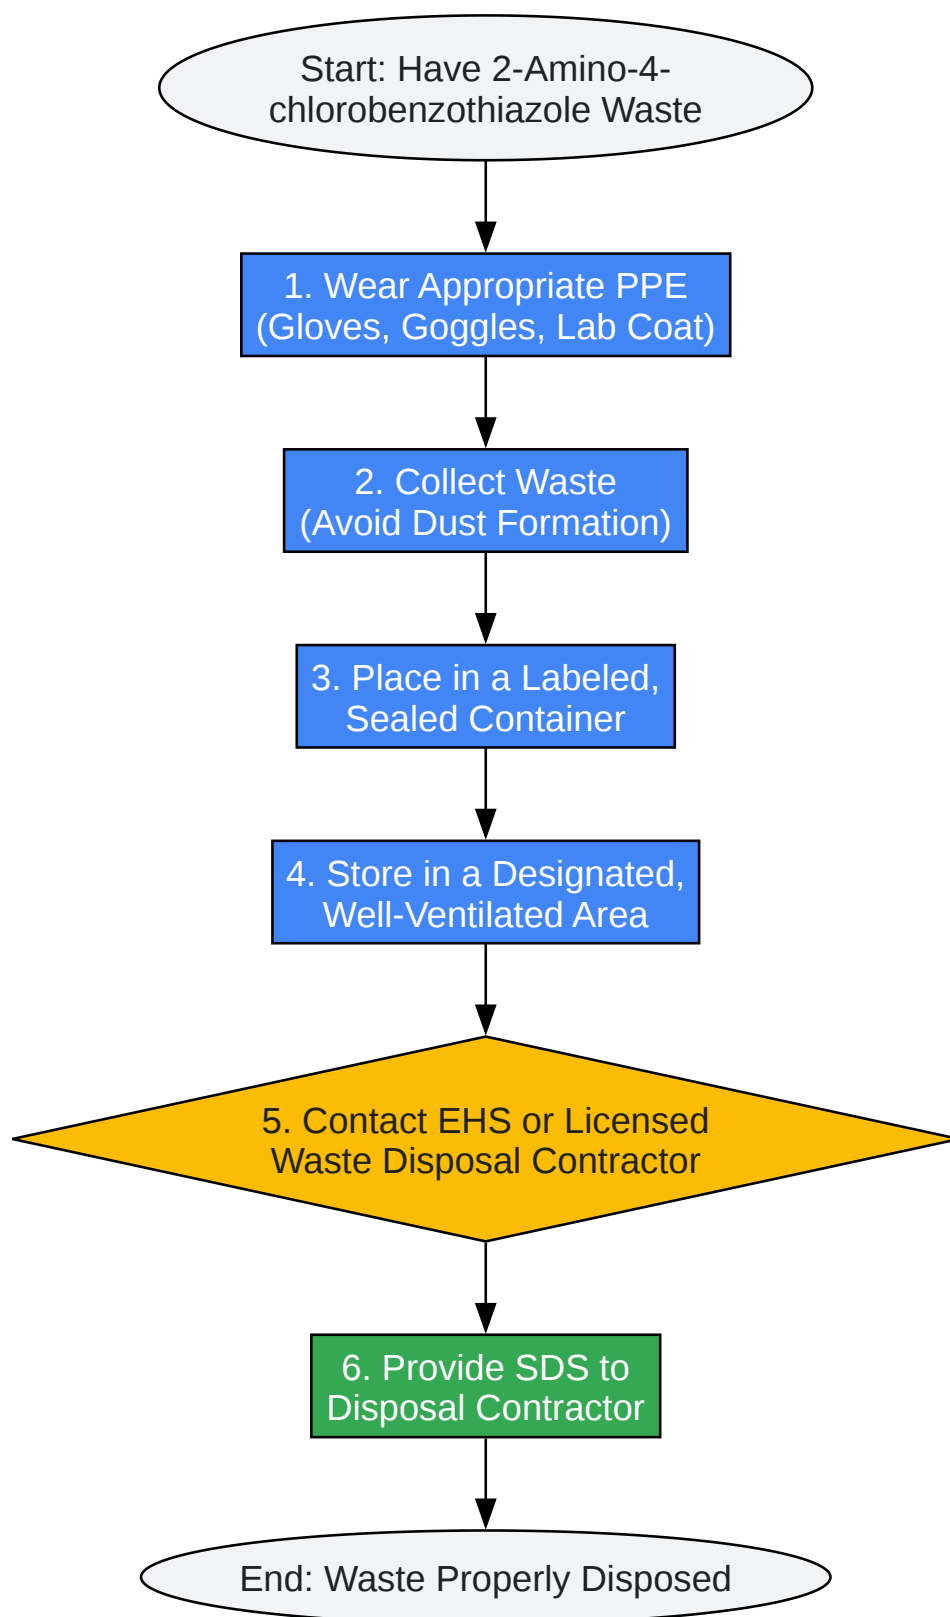 Start: Have 2-Amino-4-
chlorobenzothiazole Waste
1. Wear Appropriate PPE
(Gloves, Goggles, Lab Coat)
2. Collect Waste
(Avoid Dust Formation)
3. Place in a Labeled,
Sealed Container
4. Store in a Designated,
Well-Ventilated Area
5. Contact EHS or Licensed
Waste Disposal Contractor
6. Provide SDS to
Disposal Contractor
End: Waste Properly Disposed